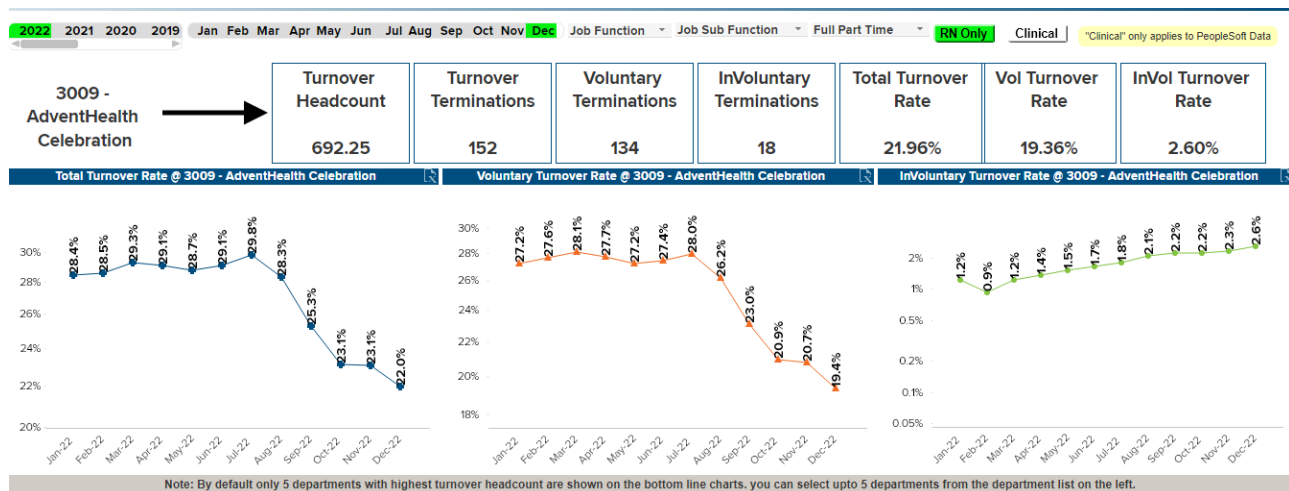 2022 2021 2020 2019 Jan Feb Mar Apr May Jun Jul Aug Sep Oct Nov Dec Job Function Job Sub Function Full Part Time RN Only Clinical "Clinical" only applies to PeopleSoft Data
3009 -
AdventHealth
Celebration
Turnover
Headcount
692.25
Turnover
Terminations
152
Voluntary
Terminations
134
InVoluntary
Terminations
18
Total Turnover
Rate
21.96%
Vol Turnover
Rate
19.36%
InVol Turnover
Rate
2.60%
Total Turnover Rate @ 3009 - AdventHealth Celebration
30%
28%
26%
24%
22%
20%
28.4% 28.5% 29.3% 29.1% 28.7% 29.1% 29.8% 28.3% 25.3% 23.1% 23.1% 22.0%
Jan-22 Feb-22 Mar-22 Apr-22 May-22 Jun-22 Jul-22 Aug-22 Sep-22 Oct-22 Nov-22 Dec-22
Voluntary Turnover Rate @ 3009 - AdventHealth Celebration
30%
28%
26%
24%
22%
20%
18%
27.2% 27.6% 28.1% 27.7% 27.2% 27.4% 28.0% 26.2% 23.0% 20.9% 20.7% 19.4%
Jan-22 Feb-22 Mar-22 Apr-22 May-22 Jun-22 Jul-22 Aug-22 Sep-22 Oct-22 Nov-22 Dec-22
InVoluntary Turnover Rate @ 3009 - AdventHealth Celebration
2%
1%
0.5%
0.2%
0.1%
0.05%
1.2% 0.9% 1.2% 1.4% 1.5% 1.7% 1.8% 2.1% 2.2% 2.2% 2.3% 2.6%
Jan-22 Feb-22 Mar-22 Apr-22 May-22 Jun-22 Jul-22 Aug-22 Sep-22 Oct-22 Nov-22 Dec-22
Note: By default only 5 departments with highest turnover headcount are shown on the bottom line charts. you can select upto 5 departments from the department list on the left.